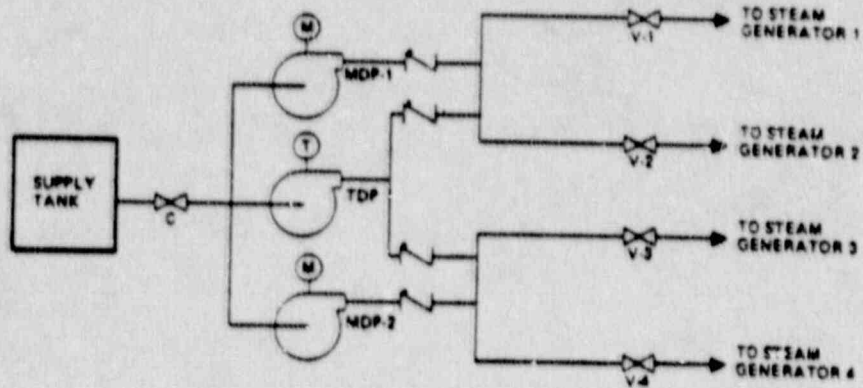 M
MDP-1
TO STEAM
GENERATOR 1
V-1
T
TDP
TO STEAM
GENERATOR 2
V-2
SUPPLY
TANK
C
TO STEAM
GENERATOR 3
V-3
M
MDP-2
TO STEAM
GENERATOR 4
V-4